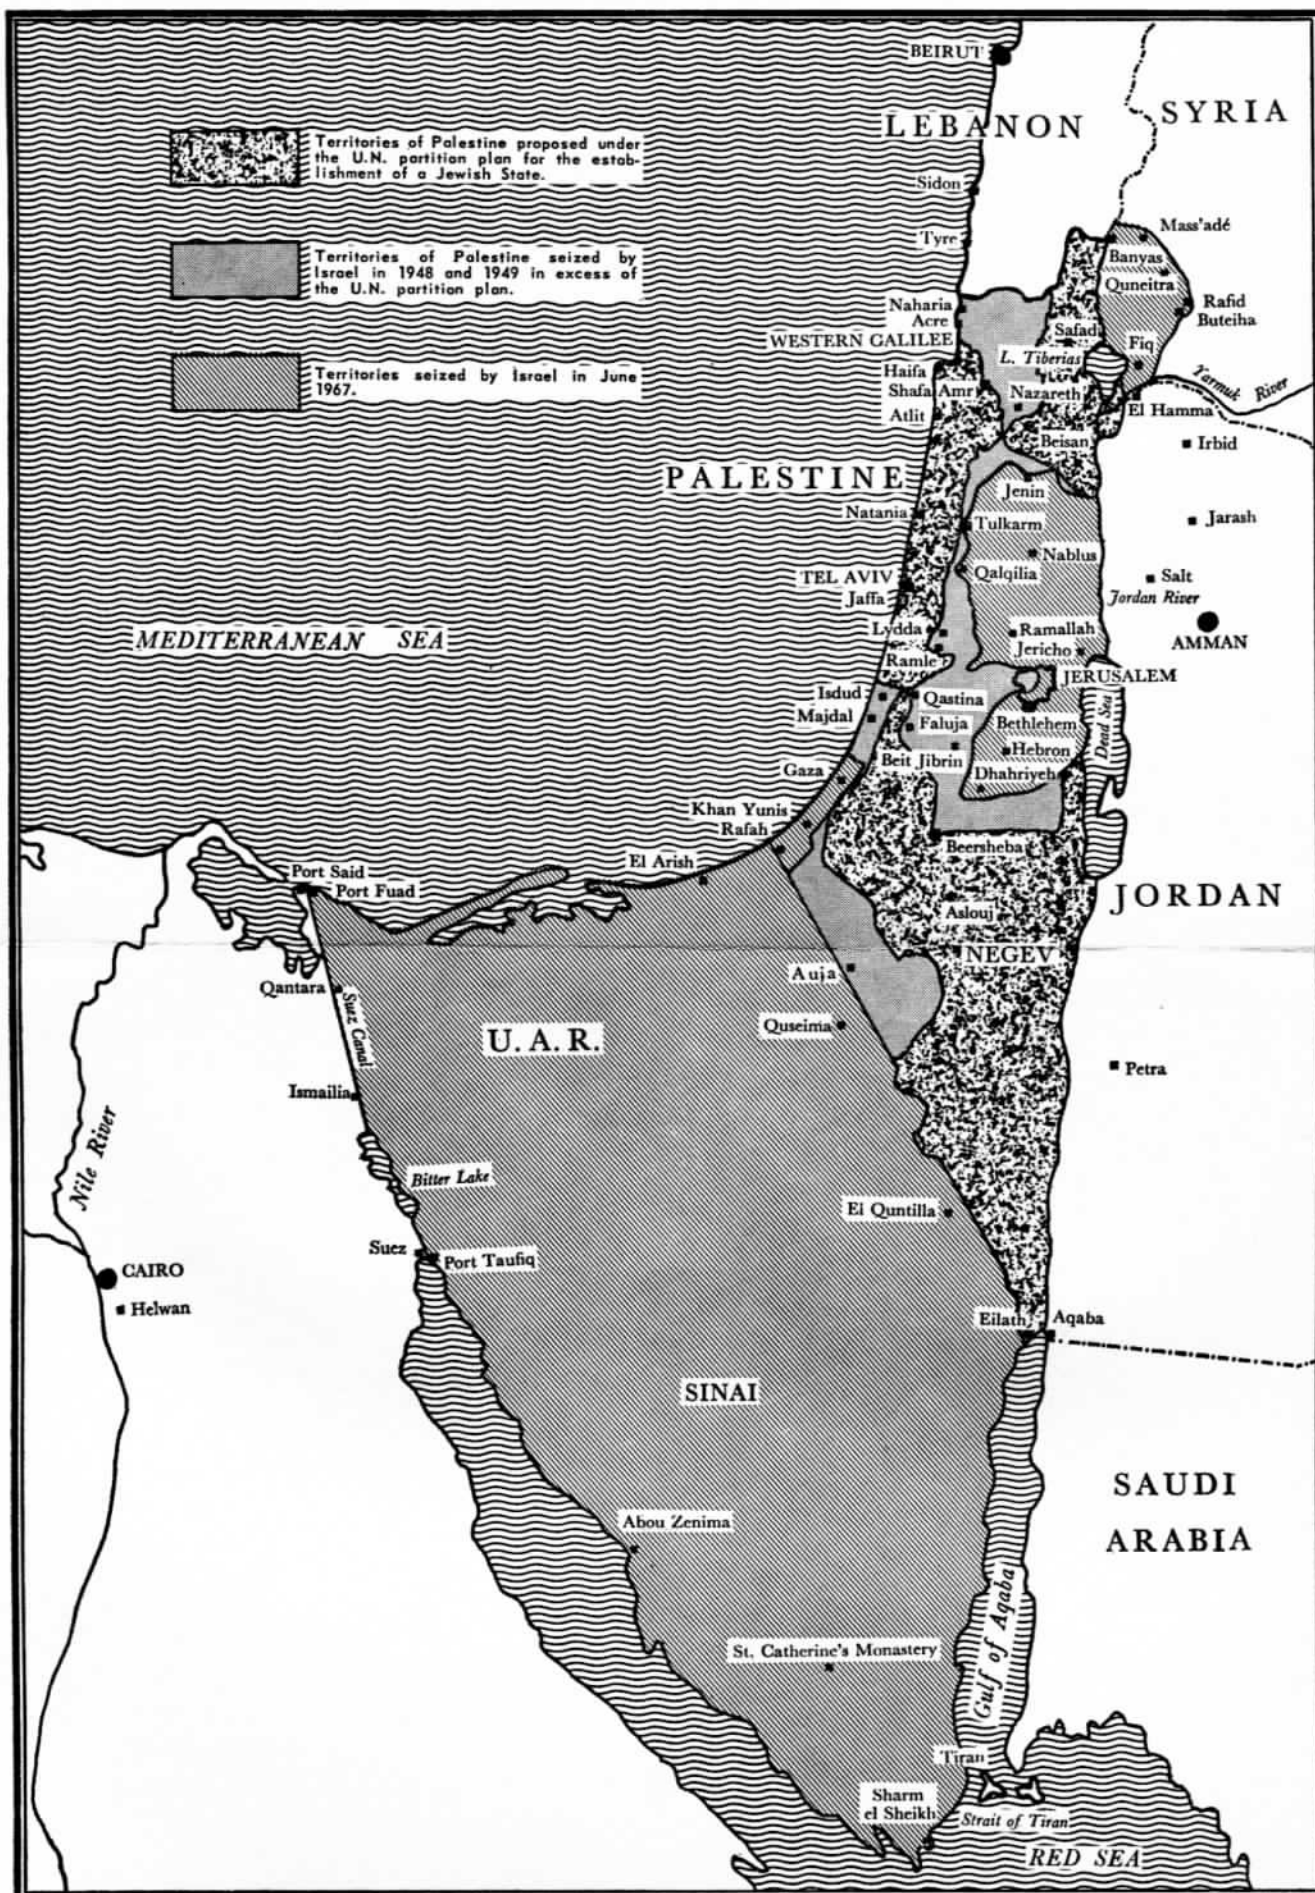 BEIRUT
LEBANON
SYRIA
Territories of Palestine proposed under
the U.N. partition plan for the estab-
lishment of a Jewish State.
Sidon
Tyre
Mass'adé
Banyas
Quneitra
Territories of Palestine seized by
Israel in 1948 and 1949 in excess of
the U.N. partition plan.
Naharia
Acre
WESTERN GALILEE
Safad
Rafid
Buteiha
Fiq
L. Tiberias
Territories seized by Israel in June
1967.
Haifa
Shafa Amr
Nazareth
Yarmuk River
El Hamma
Atlit
Beisan
Irbid
PALESTINE
Jenin
Natania
Tulkarm
Jarash
Nablus
TEL AVIV
Qalqilia
Salt
Jaffa
Jordan River
MEDITERRANEAN SEA
Lydda
Ramallah
AMMAN
Ramle
Jericho
JERUSALEM
Isdud
Qastina
Majdal
Faluja
Bethlehem
Dead Sea
Beit Jibrin
Hebron
Gaza
Dhahriyeh
Khan Yunis
Rafah
Beersheba
El Arish
Port Said
Port Fuad
JORDAN
Aslouj
NEGEV
Auja
Qantara
Suez Canal
U. A. R.
Quseima
Petra
Ismailia
Nile River
Bitter Lake
El Quntilla
Suez
Port Taufiq
CAIRO
Helwan
Eilath
Aqaba
SINAI
SAUDI
ARABIA
Abou Zenima
St. Catherine's Monastery
Gulf of Aqaba
Tiran
Sharm
el Sheikh
Strait of Tiran
RED SEA